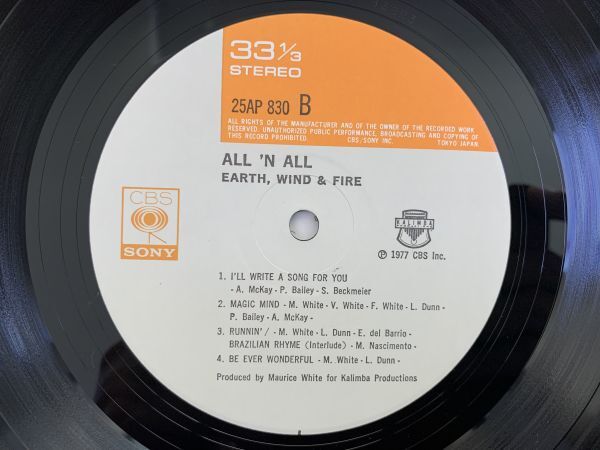 33 1/3
STEREO
25AP 830 B
ALL RIGHTS OF THE MANUFACTURER AND OF THE OWNER OF THE RECORDED WORK
RESERVED. UNAUTHORIZED PUBLIC PERFORMANCE, BROADCASTING AND COPYING OF
THIS RECORD PROHIBITED. CBS/SONY INC. TOKYO JAPAN.
ALL 'N ALL
EARTH, WIND & FIRE
CBS
SONY
KALIMBA
℗ 1977 CBS Inc.
1. I'LL WRITE A SONG FOR YOU
- A. McKay - P. Bailey - S. Beckmeier
2. MAGIC MIND - M. White - V. White - F. White - L. Dunn -
P. Bailey - A. McKay -
3. RUNNIN' / - M. White - L. Dunn - E. del Barrio -
BRAZILIAN RHYME (Interlude) - M. Nascimento -
4. BE EVER WONDERFUL - M. White - L. Dunn -
Produced by Maurice White for Kalimba Productions